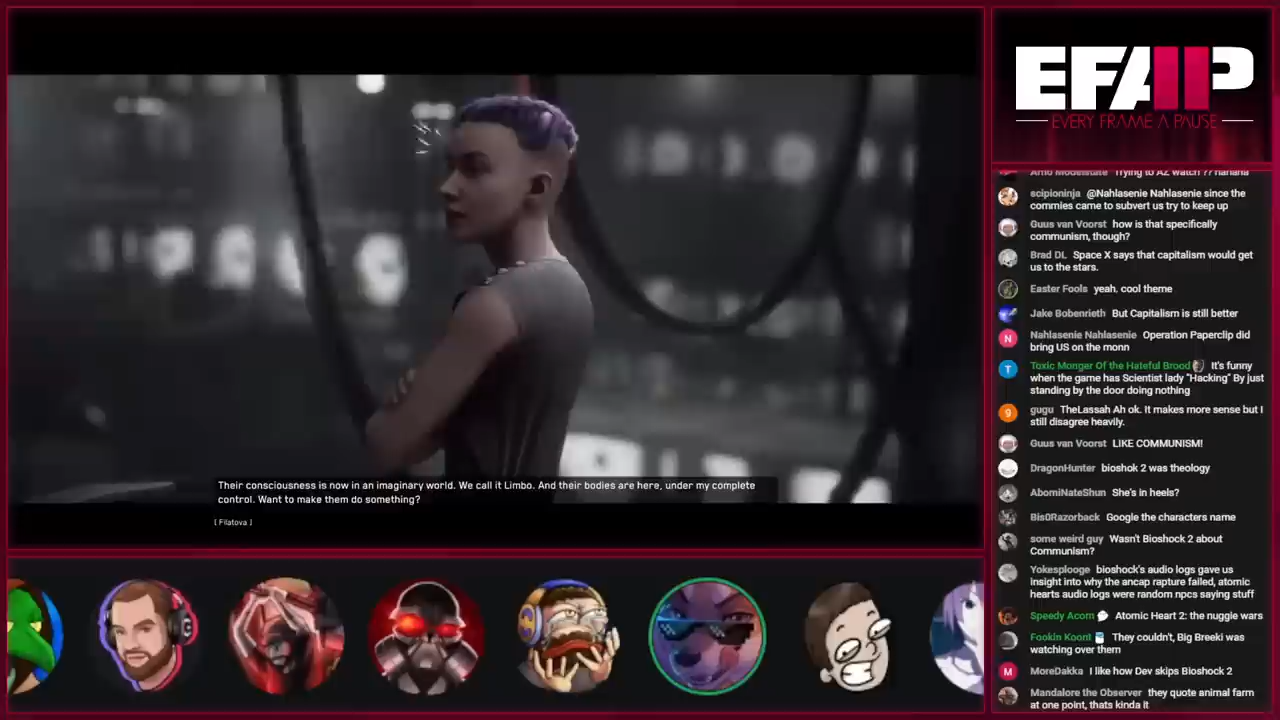 EFAP
EVERY FRAME A PAUSE
Arno Modelstate Trying to AZ watch ?? hahaha
scipioninja @Nahlasenie Nahlasenie since the
commies came to subvert us try to keep up
Guus van Voorst how is that specifically
communism, though?
Brad DL Space X says that capitalism would get
us to the stars.
Easter Fools yeah. cool theme
Jake Bobenrieth But Capitalism is still better
N
Nahlasenie Nahlasenie Operation Paperclip did
bring US on the monn
T
Toxic Monger Of the Hateful Brood It's funny
when the game has Scientist lady "Hacking" By just
standing by the door doing nothing
g
gugu TheLassah Ah ok. It makes more sense but I
still disagree heavily.
Guus van Voorst LIKE COMMUNISM!
DragonHunter bioshok 2 was theology
AbomiNateShun She's in heels?
Bis0Razorback Google the characters name
some weird guy Wasn't Bioshock 2 about
Communism?
Yokesplooge bioshock's audio logs gave us
insight into why the ancap rapture failed, atomic
hearts audio logs were random npcs saying stuff
Speedy Acorn Atomic Heart 2: the nuggle wars
Fookin Koont They couldn't, Big Breeki was
watching over them
M
MoreDakka I like how Dev skips Bioshock 2
Mandalore the Observer they quote animal farm
at one point, thats kinda it
Their consciousness is now in an imaginary world. We call it Limbo. And their bodies are here, under my complete
control. Want to make them do something?
[ Filatova ]